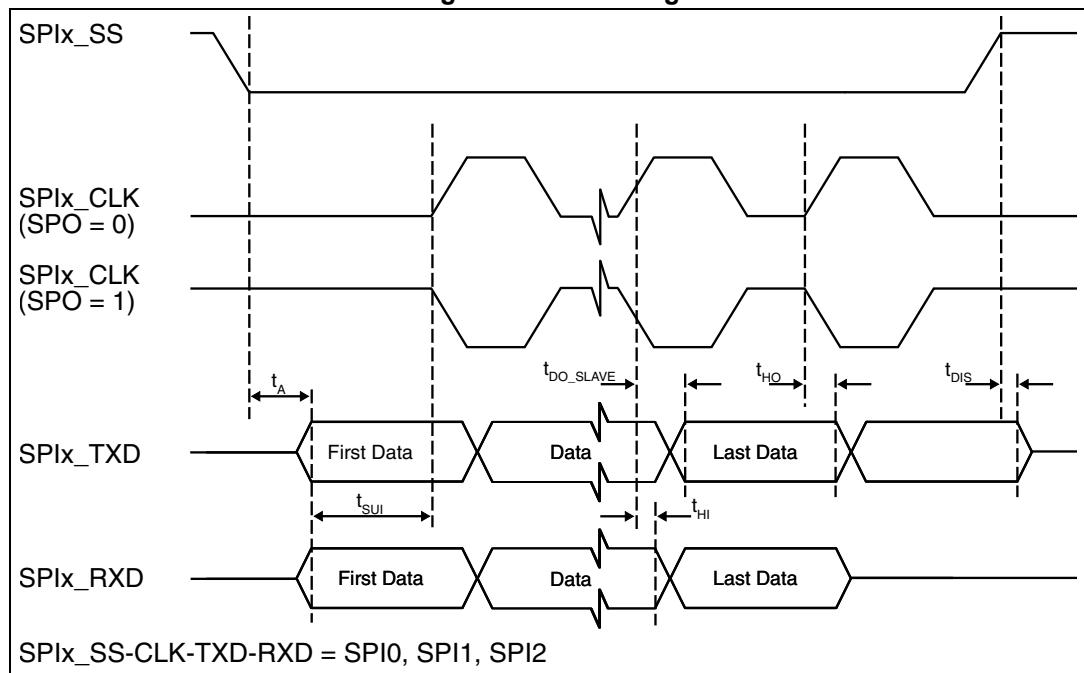 SPIx_SS
SPIx_CLK
(SPO = 0)
SPIx_CLK
(SPO = 1)
tA
tDO_SLAVE
tHO
tDIS
SPIx_TXD
First Data
Data
Last Data
tSUI
tHI
SPIx_RXD
First Data
Data
Last Data
SPIx_SS-CLK-TXD-RXD = SPI0, SPI1, SPI2